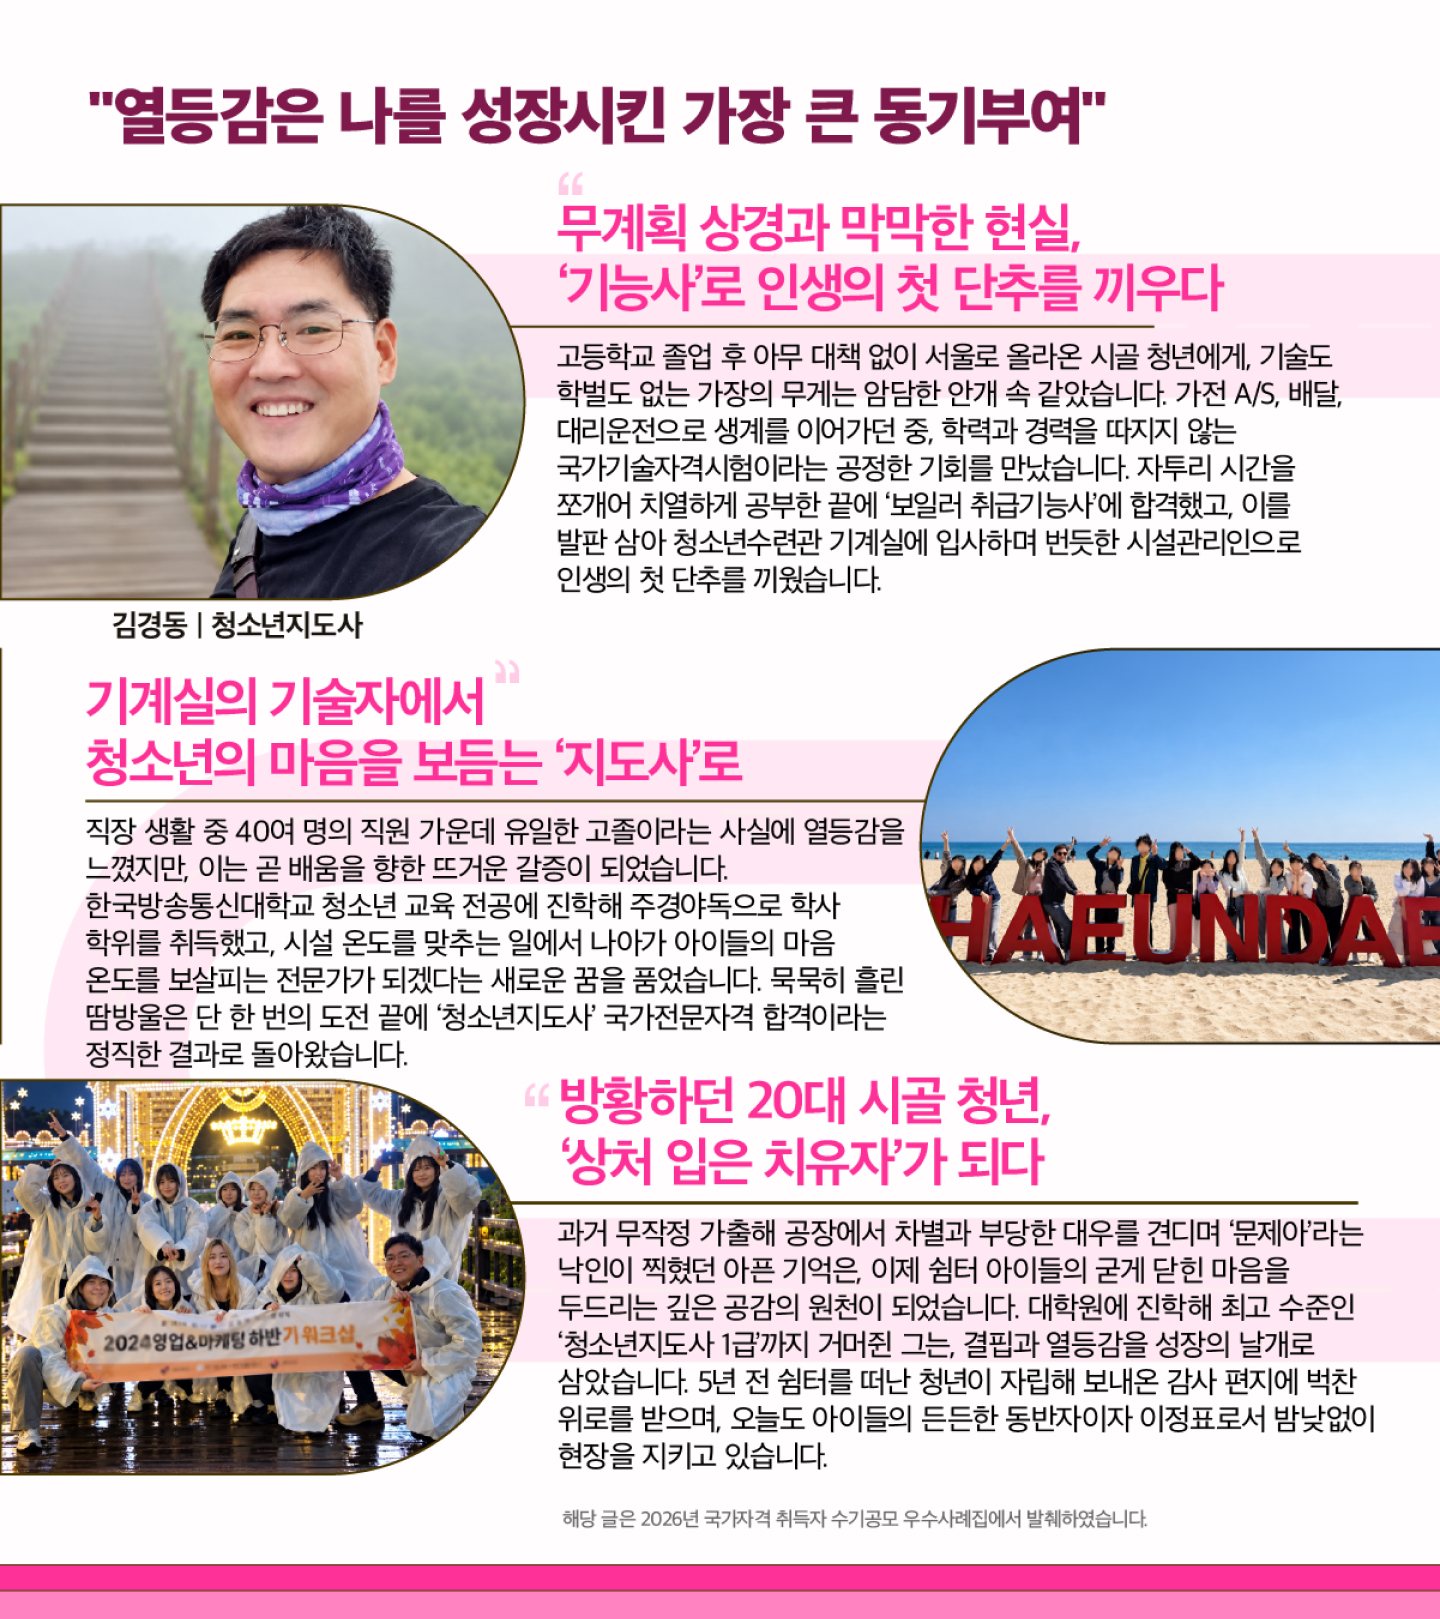 "열등감은 나를 성장시킨 가장 큰 동기부여"
“
무계획 상경과 막막한 현실,
‘기능사’로 인생의 첫 단추를 끼우다
고등학교 졸업 후 아무 대책 없이 서울로 올라온 시골 청년에게, 기술도
학벌도 없는 가장의 무게는 암담한 안개 속 같았습니다. 가전 A/S, 배달,
대리운전으로 생계를 이어가던 중, 학력과 경력을 따지지 않는
국가기술자격시험이라는 공정한 기회를 만났습니다. 자투리 시간을
쪼개어 치열하게 공부한 끝에 ‘보일러 취급기능사’에 합격했고, 이를
발판 삼아 청소년수련관 기계실에 입사하며 번듯한 시설관리인으로
인생의 첫 단추를 끼웠습니다.
김경동 | 청소년지도사
기계실의 기술자에서 ”
청소년의 마음을 보듬는 ‘지도사’로
직장 생활 중 40여 명의 직원 가운데 유일한 고졸이라는 사실에 열등감을
느꼈지만, 이는 곧 배움을 향한 뜨거운 갈증이 되었습니다.
한국방송통신대학교 청소년 교육 전공에 진학해 주경야독으로 학사
학위를 취득했고, 시설 온도를 맞추는 일에서 나아가 아이들의 마음
온도를 보살피는 전문가가 되겠다는 새로운 꿈을 품었습니다. 묵묵히 흘린
땀방울은 단 한 번의 도전 끝에 ‘청소년지도사’ 국가전문자격 합격이라는
정직한 결과로 돌아왔습니다.
HAEUNDAE
“ 방황하던 20대 시골 청년,
‘상처 입은 치유자’가 되다
과거 무작정 가출해 공장에서 차별과 부당한 대우를 견디며 ‘문제아’라는
낙인이 찍혔던 아픈 기억은, 이제 쉼터 아이들의 굳게 닫힌 마음을
두드리는 깊은 공감의 원천이 되었습니다. 대학원에 진학해 최고 수준인
‘청소년지도사 1급’까지 거머쥔 그는, 결핍과 열등감을 성장의 날개로
삼았습니다. 5년 전 쉼터를 떠난 청년이 자립해 보내온 감사 편지에 벅찬
위로를 받으며, 오늘도 아이들의 든든한 동반자이자 이정표로서 밤낮없이
현장을 지키고 있습니다.
2024영업&마케팅 하반기 워크샵
해당 글은 2026년 국가자격 취득자 수기공모 우수사례집에서 발췌하였습니다.